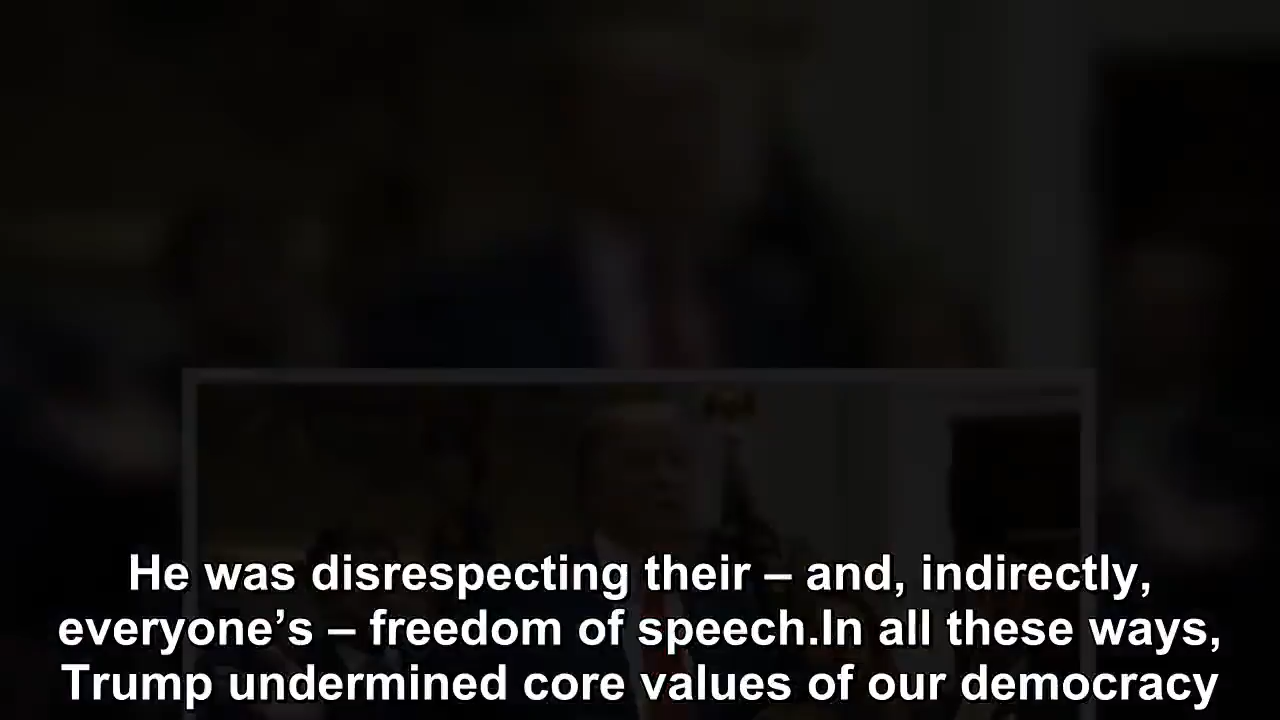 He was disrespecting their – and, indirectly,
everyone’s – freedom of speech.In all these ways,
Trump undermined core values of our democracy